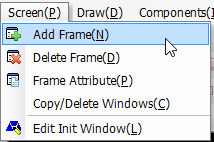 Screen(P) Draw(D) Components(
Add Frame(N)
Delete Frame(D)
Frame Attribute(P)
Copy/Delete Windows(C)
Edit Init Window(L)